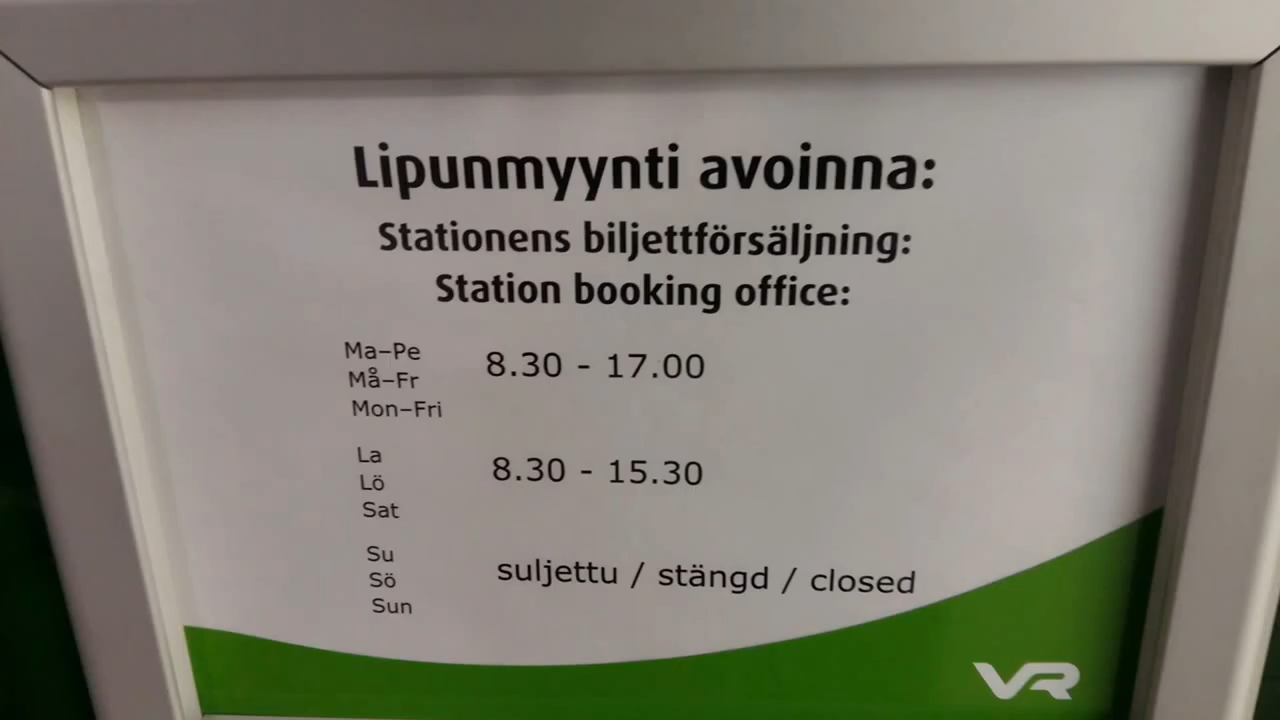 Lipunmyynti avoinna:
Stationens biljettförsäljning:
Station booking office:
Ma–Pe
Må–Fr
Mon–Fri
8.30 - 17.00
La
Lö
Sat
8.30 - 15.30
Su
Sö
Sun
suljettu / stängd / closed
VR